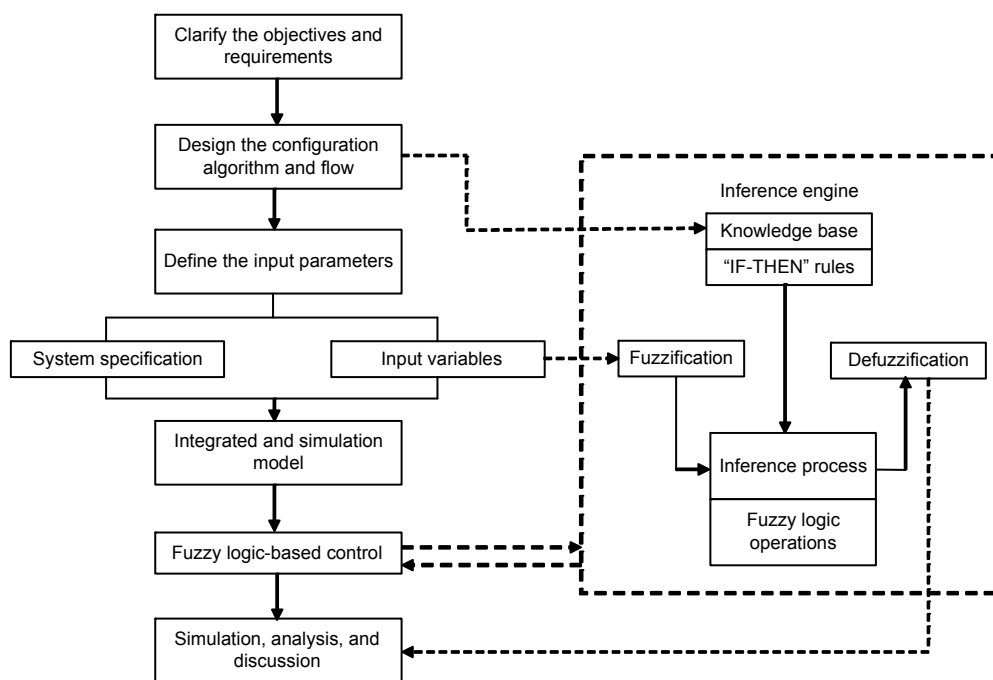 Clarify the objectives and
requirements
Design the configuration
algorithm and flow
Define the input parameters
System specification
Input variables
Integrated and simulation
model
Fuzzy logic-based control
Simulation, analysis, and
discussion
Inference engine
Knowledge base
“IF-THEN” rules
Fuzzification
Defuzzification
Inference process
Fuzzy logic
operations